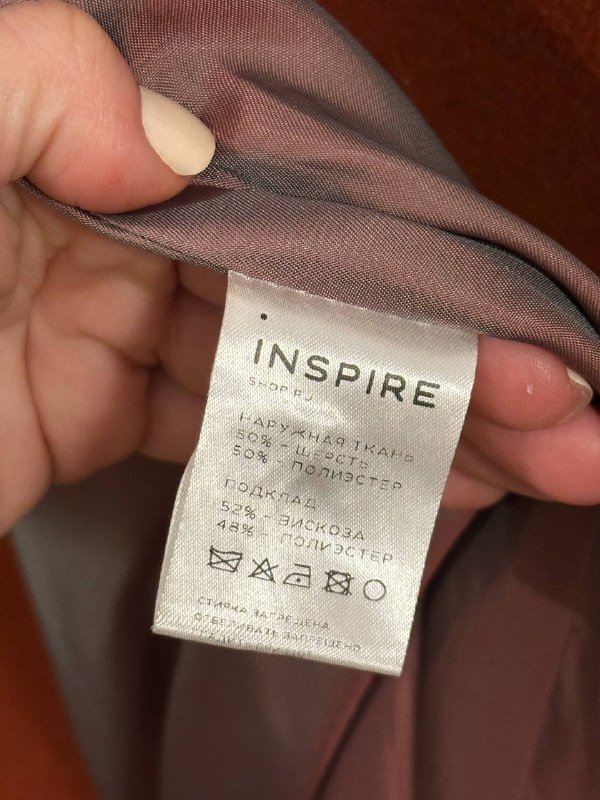 INSPIRE
SHOP.RU
НАРУЖНАЯ ТКАНЬ
50% - ШЕРСТЬ
50% - ПОЛИЭСТЕР
ПОДКЛАД
52% - ВИСКОЗА
48% - ПОЛИЭСТЕР
СТИРКА ЗАПРЕЩЕНА
ОТБЕЛИВАТЬ ЗАПРЕЩЕНО